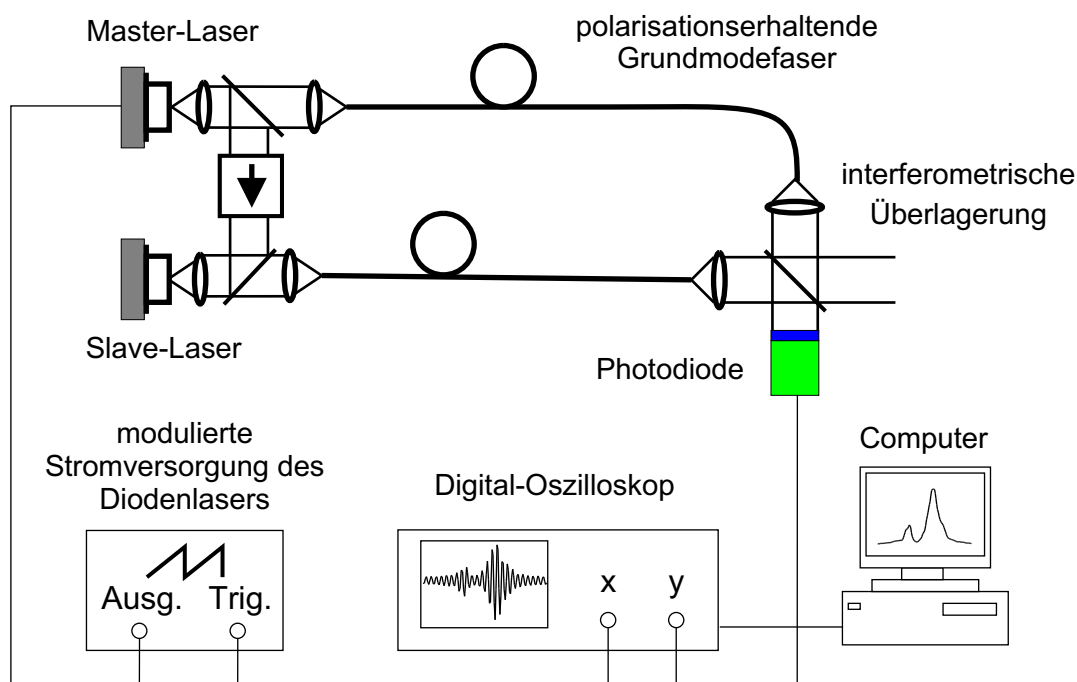 Master-Laser
polarisationserhaltende
Grundmodefaser
interferometrische
Überlagerung
Slave-Laser
Photodiode
modulierte
Stromversorgung des
Diodenlasers
Ausg. Trig.
Digital-Oszilloskop
x y
Computer